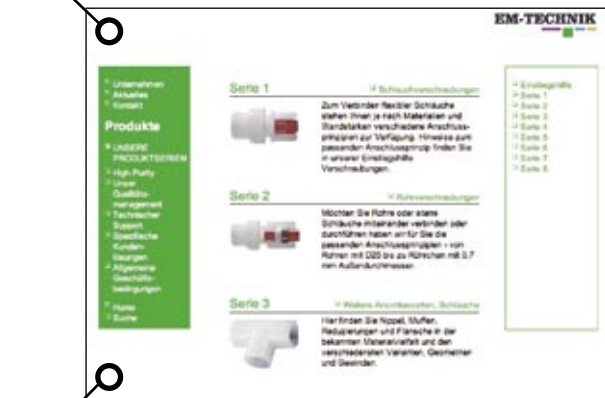 EM-TECHNIK
Unternehmen
Aktuelles
Kontakt
Produkte
UNSERE
PRODUKTSERIEN
High Purity
Unser
Qualitäts-
management
Technischer
Support
Spezifische
Kunden-
lösungen
Allgemeine
Geschäfts-
bedingungen
Home
Suche
Serie 1
Schlauchverschraubungen
Zum Verbinden flexibler Schläuche
stehen Ihnen je nach Materialien und
Wandstärken verschiedene Anschluss-
prinzipien zur Verfügung. Hinweise zum
passenden Anschlussprinzip finden Sie
in unserer Einstiegshilfe
Verschraubungen.
Serie 2
Rohrverschraubungen
Möchten Sie Rohre oder starre
Schläuche miteinander verbinden oder
durchführen haben wir für Sie die
passenden Anschlussprinzipien - von
Rohren mit D25 bis zu Röhrchen mit 0,7
mm Außendurchmesser.
Serie 3
Weitere Anschlussarten, Schläuche
Hier finden Sie Nippel, Muffen,
Reduzierungen und Flansche in der
bekannten Materialvielfalt und den
verschiedensten Varianten, Geometrien
und Gewinden.
Einstiegshilfe
Serie 1
Serie 2
Serie 3
Serie 4
Serie 5
Serie 6
Serie 7
Serie 8